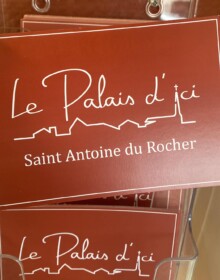 Le Palais d'ici
Saint Antoine du Rocher
Le Palais d'ici